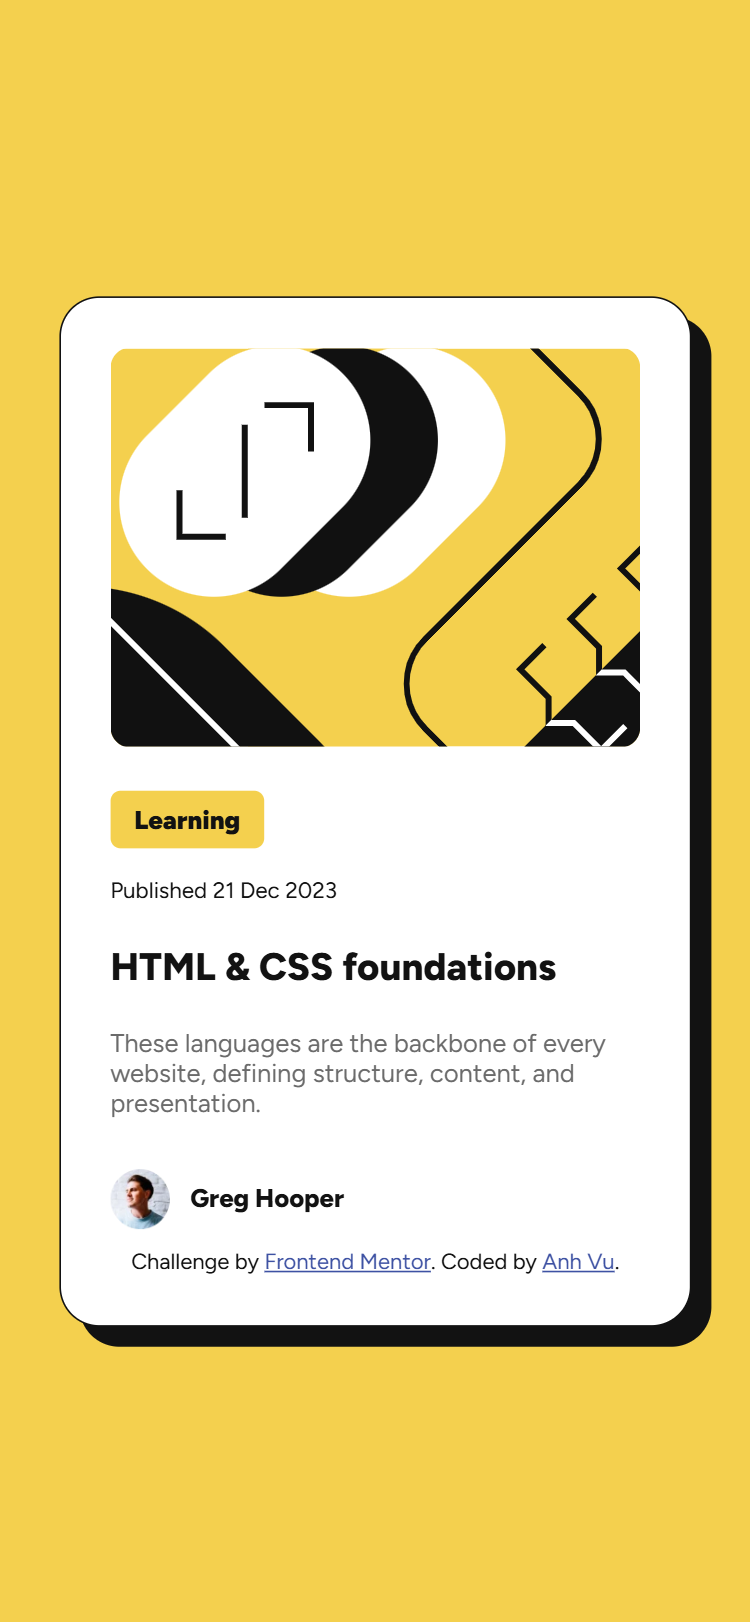 Learning
Published 21 Dec 2023
HTML & CSS foundations
These languages are the backbone of every
website, defining structure, content, and
presentation.
Greg Hooper
Challenge by Frontend Mentor. Coded by Anh Vu.